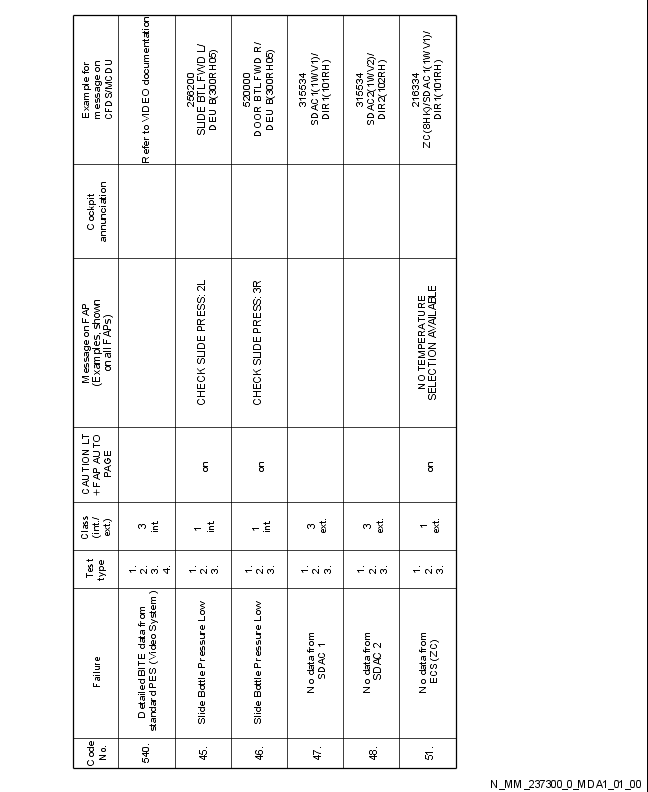 Code
No.
Failure
Test
type
Class
(int./
ext.)
CAUTION LT
+ FAP AUTO
PAGE
Message on FAP
(Examples, shown
on all FAPs)
Cockpit
annunciation
Example for
message on
CFDS/MCDU
540.
Detailed BITE data from
standard PES (Video System)
1.
2.
3.
4.
3
int.
Refer to VIDEO documentation
45.
Slide Bottle Pressure Low
1.
2.
3.
1
int.
on
CHECK SLIDE PRESS: 2L
256200
SLIDE BTL FWD L/
DEU B(300RH05)
46.
Slide Bottle Pressure Low
1.
2.
3.
1
int.
on
CHECK SLIDE PRESS: 3R
520000
DOOR BTL FWD R/
DEU B(300RH05)
47.
No data from
SDAC 1
1.
2.
3.
3
ext.
315534
SDAC1(1WV1)/
DIR1(101RH)
48.
No data from
SDAC 2
1.
2.
3.
3
ext.
315534
SDAC2(1WV2)/
DIR2(102RH)
51.
No data from
ECS (ZC)
1.
2.
3.
1
ext.
on
NO TEMPERATURE
SELECTION AVAILABLE
216334
ZC(8HK)/SDAC1(1WV1)/
DIR1(101RH)
N_MM_237300_0_MDA1_01_00